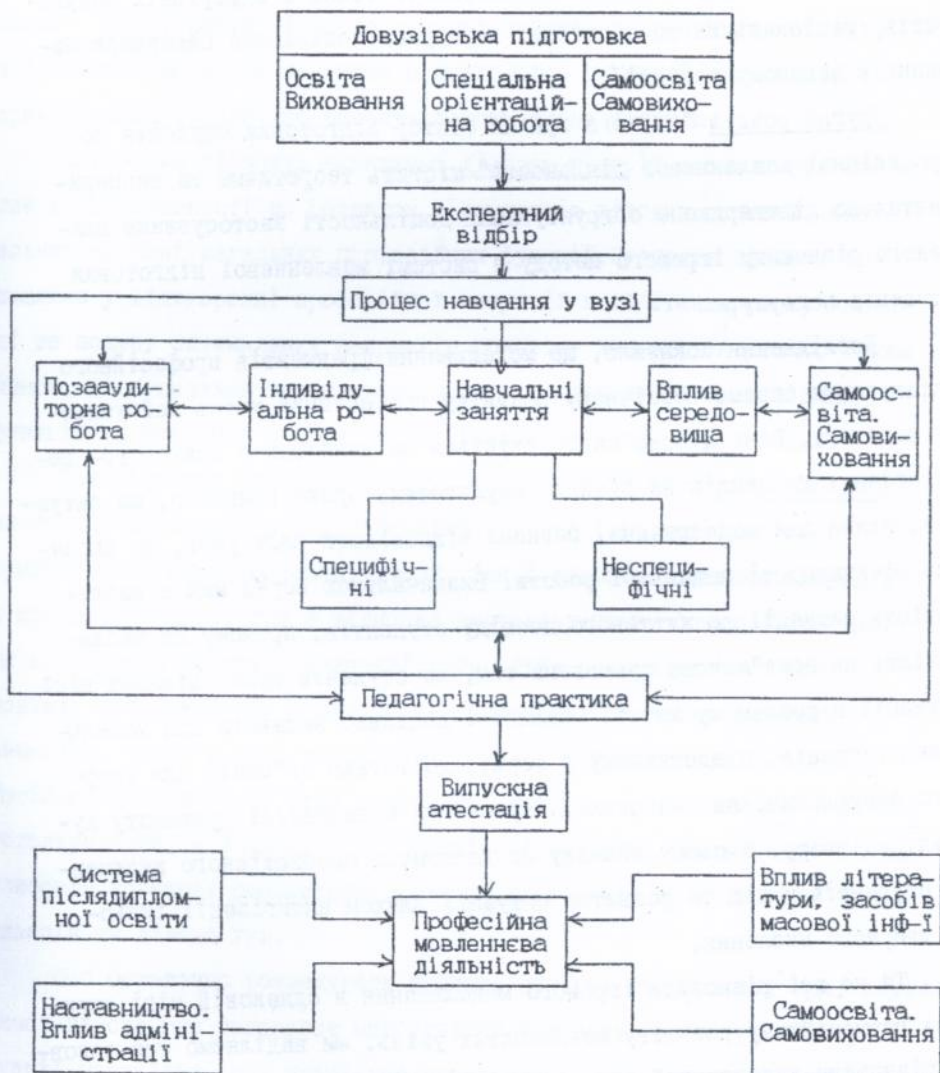 Довузівська підготовка
Освіта
Виховання
Спеціальна
орієнтацій-
на робота
Самоосвіта
Самовихо-
вання
Експертний
відбір
Процес навчання у вузі
Позаауди-
торна ро-
бота
Індивіду-
альна ро-
бота
Навчальні
заняття
Вплив
середо-
вища
Самоос-
віта.
Самови-
ховання
Специфіч-
ні
Неспеци-
фічні
Педагогічна практика
Випускна
атестація
Система
післядиплом-
ної освіти
Професійна
мовленнєва
діяльність
Вплив літера-
тури, засобів
масової інф-ї
Наставництво.
Вплив адміні-
страції
Самоосвіта.
Самовиховання